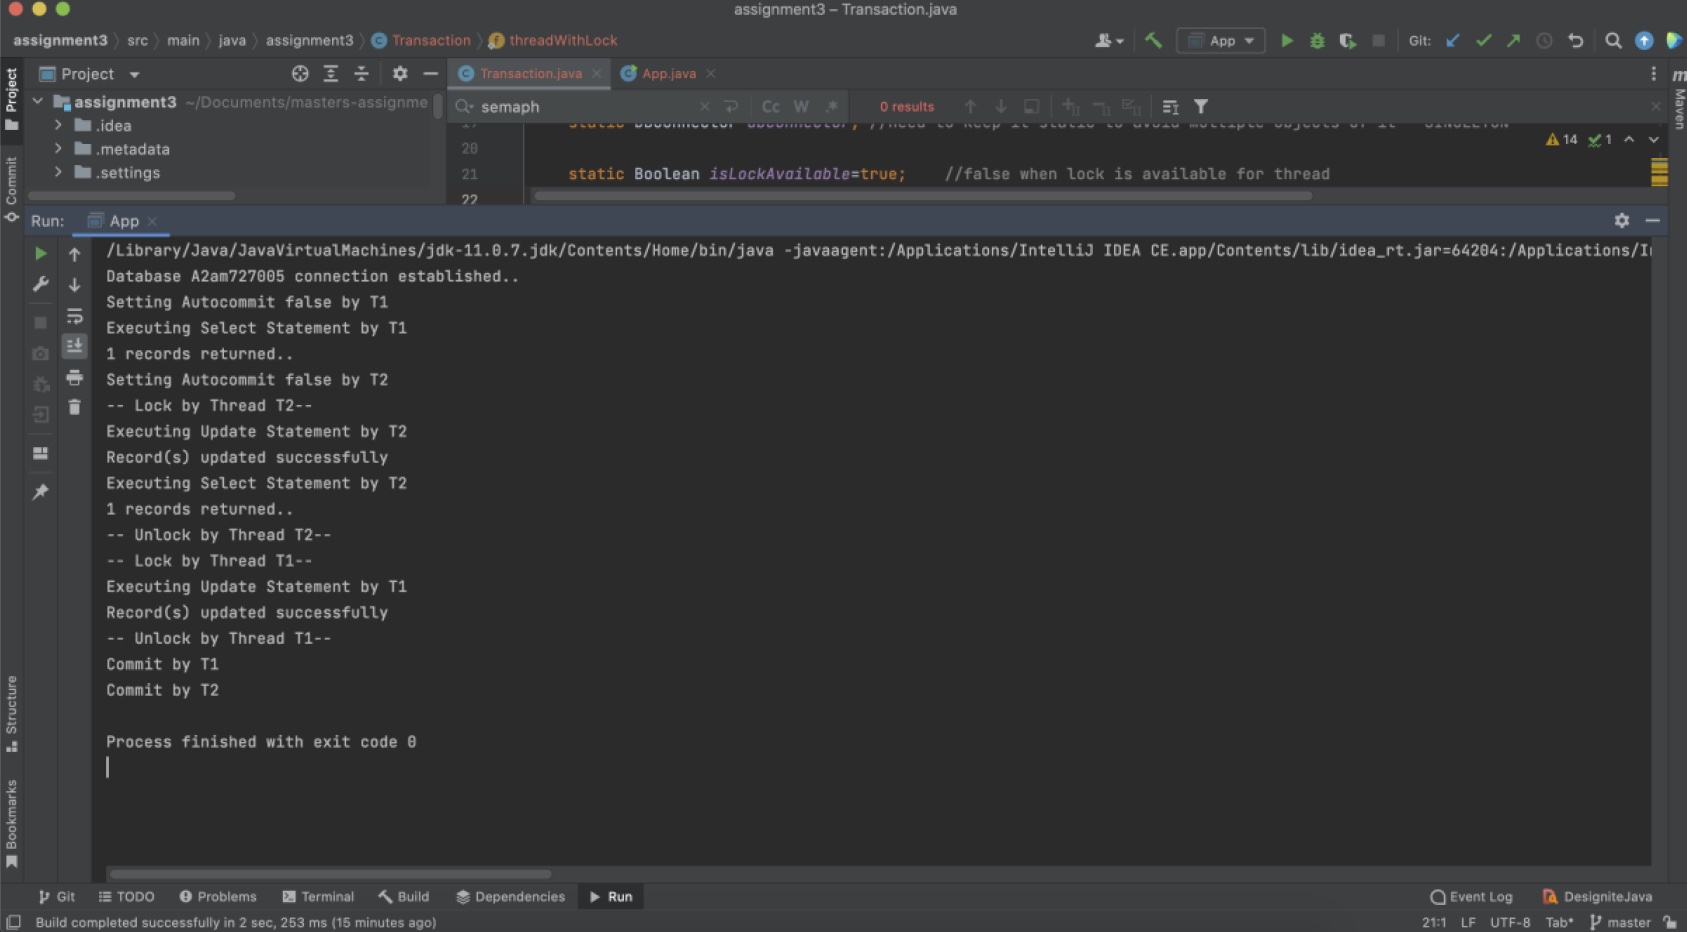 assignment3 – Transaction.java
assignment3 src main java assignment3 Transaction threadWithLock
App Git:
Project
Transaction.java App.java
assignment3 ~/Documents/masters-assignme
semaph Cc W .* 0 results
.idea
.metadata
.settings
20
21 static Boolean isLockAvailable=true; //false when lock is available for thread
22
14 1
Project
Commit
Structure
Bookmarks
Maven
Run: App
/Library/Java/JavaVirtualMachines/jdk-11.0.7.jdk/Contents/Home/bin/java -javaagent:/Applications/IntelliJ IDEA CE.app/Contents/lib/idea_rt.jar=64204:/Applications/I
Database A2am727005 connection established..
Setting Autocommit false by T1
Executing Select Statement by T1
1 records returned..
Setting Autocommit false by T2
-- Lock by Thread T2--
Executing Update Statement by T2
Record(s) updated successfully
Executing Select Statement by T2
1 records returned..
-- Unlock by Thread T2--
-- Lock by Thread T1--
Executing Update Statement by T1
Record(s) updated successfully
-- Unlock by Thread T1--
Commit by T1
Commit by T2
Process finished with exit code 0
Git TODO Problems Terminal Build Dependencies Run Event Log DesigniteJava
Build completed successfully in 2 sec, 253 ms (15 minutes ago) 21:1 LF UTF-8 Tab* master